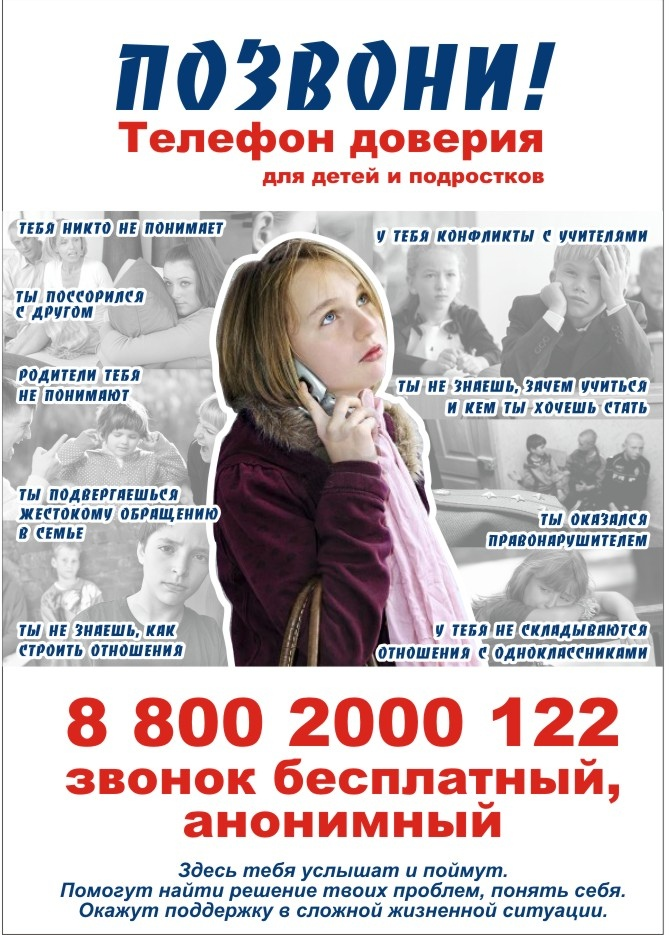 ПОЗВОНИ!
Телефон доверия
для детей и подростков
ТЕБЯ НИКТО НЕ ПОНИМАЕТ
ТЫ ПОССОРИЛСЯ
С ДРУГОМ
РОДИТЕЛИ ТЕБЯ
НЕ ПОНИМАЮТ
ТЫ ПОДВЕРГАЕШЬСЯ
ЖЕСТОКОМУ ОБРАЩЕНИЮ
В СЕМЬЕ
ТЫ НЕ ЗНАЕШЬ, КАК
СТРОИТЬ ОТНОШЕНИЯ
У ТЕБЯ КОНФЛИКТЫ С УЧИТЕЛЯМИ
ТЫ НЕ ЗНАЕШЬ, ЗАЧЕМ УЧИТЬСЯ
И КЕМ ТЫ ХОЧЕШЬ СТАТЬ
ТЫ ОКАЗАЛСЯ
ПРАВОНАРУШИТЕЛЕМ
У ТЕБЯ НЕ СКЛАДЫВАЮТСЯ
ОТНОШЕНИЯ С ОДНОКЛАССНИКАМИ
8 800 2000 122
звонок бесплатный,
анонимный
Здесь тебя услышат и поймут.
Помогут найти решение твоих проблем, понять себя.
Окажут поддержку в сложной жизненной ситуации.